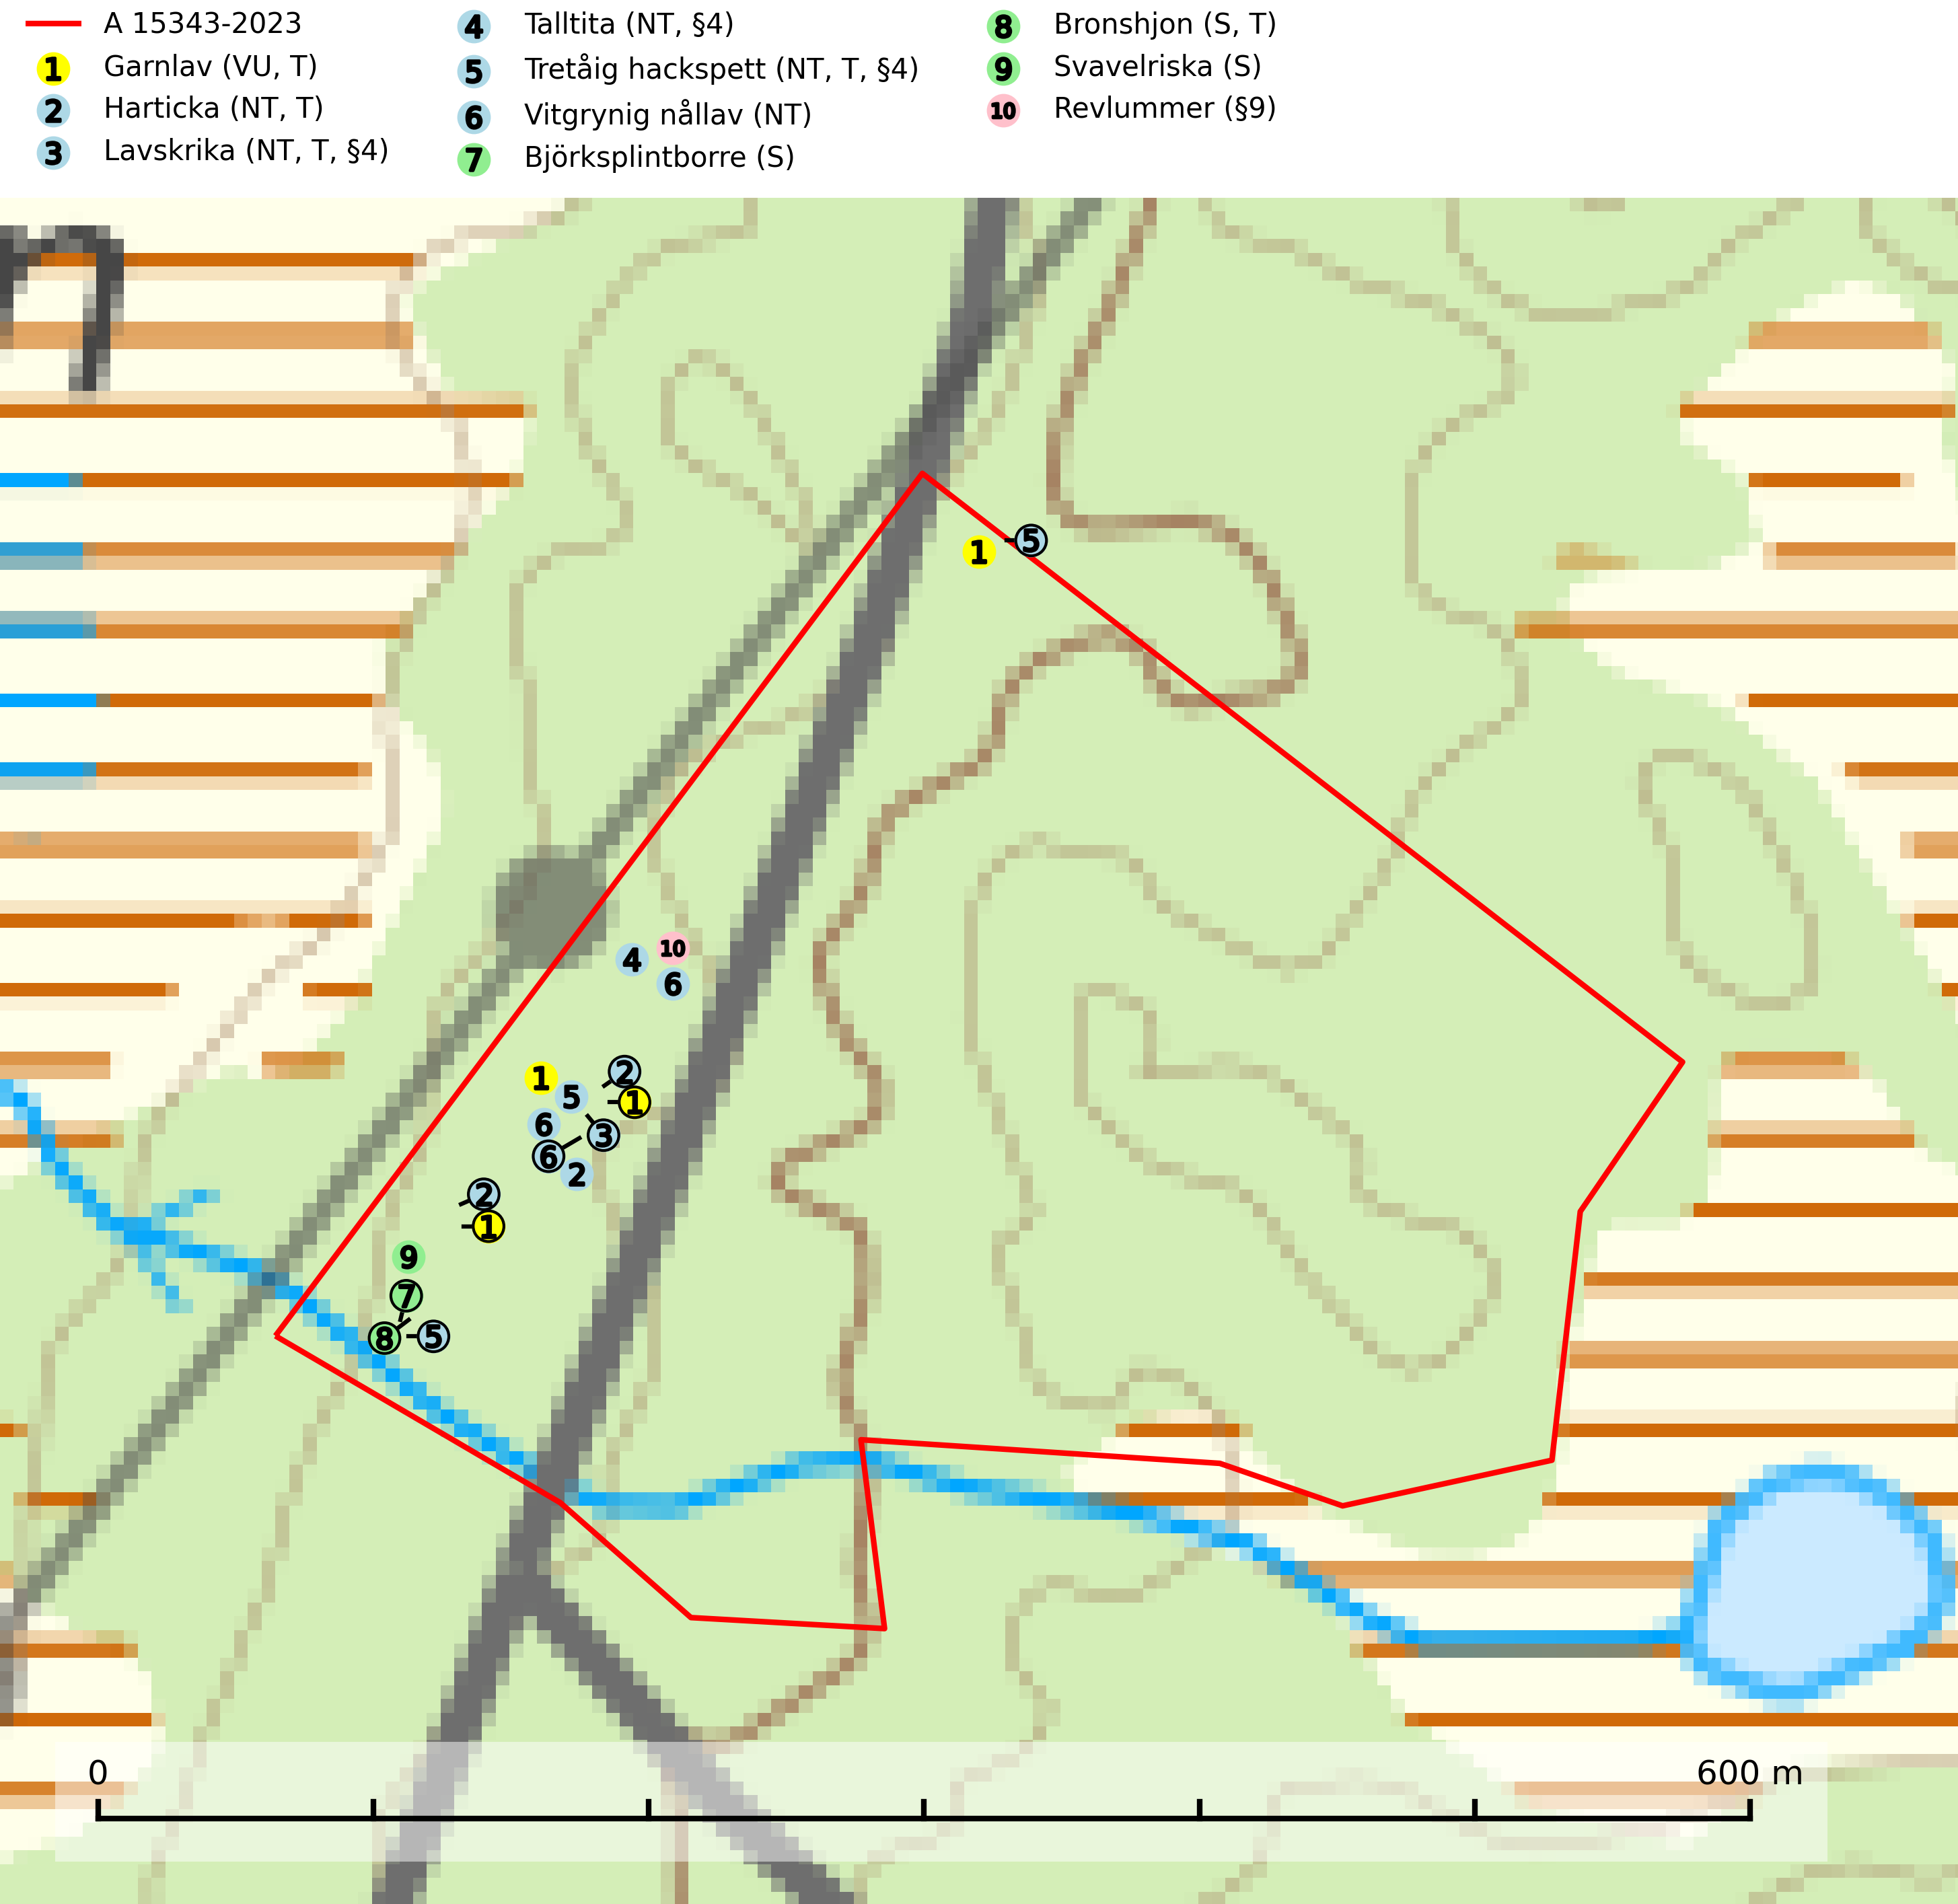 A 15343-2023
1 Garnlav (VU, T)
2 Harticka (NT, T)
3 Lavskrika (NT, T, §4)
4 Talltita (NT, §4)
5 Tretåig hackspett (NT, T, §4)
6 Vitgrynig nållav (NT)
7 Björksplintborre (S)
8 Bronshjon (S, T)
9 Svavelriska (S)
10 Revlummer (§9)
1 5
4 10
6
1 2
5 1
6 3
6 2
2
1
9
7
8 5
0 600 m